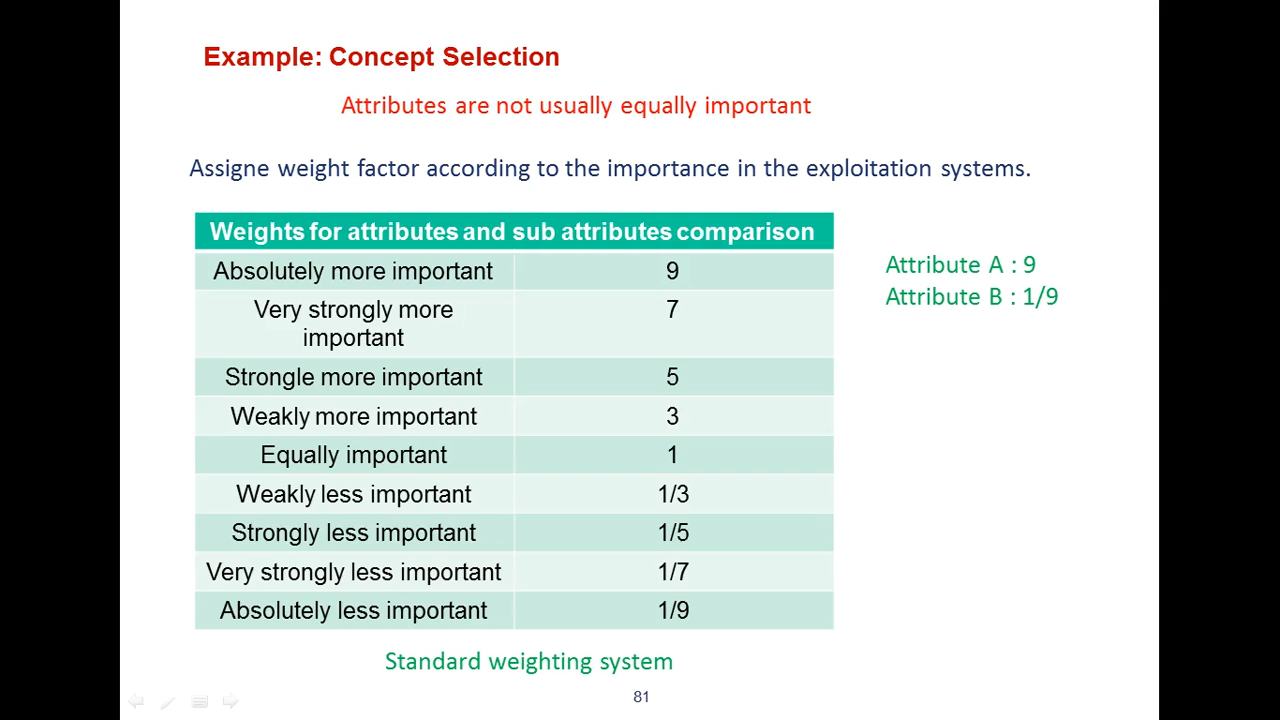 Example: Concept Selection
Attributes are not usually equally important
Assigne weight factor according to the importance in the exploitation systems.
Weights for attributes and sub attributes comparison
Absolutely more important 9
Very strongly more
important 7
Strongle more important 5
Weakly more important 3
Equally important 1
Weakly less important 1/3
Strongly less important 1/5
Very strongly less important 1/7
Absolutely less important 1/9
Attribute A : 9
Attribute B : 1/9
Standard weighting system
81